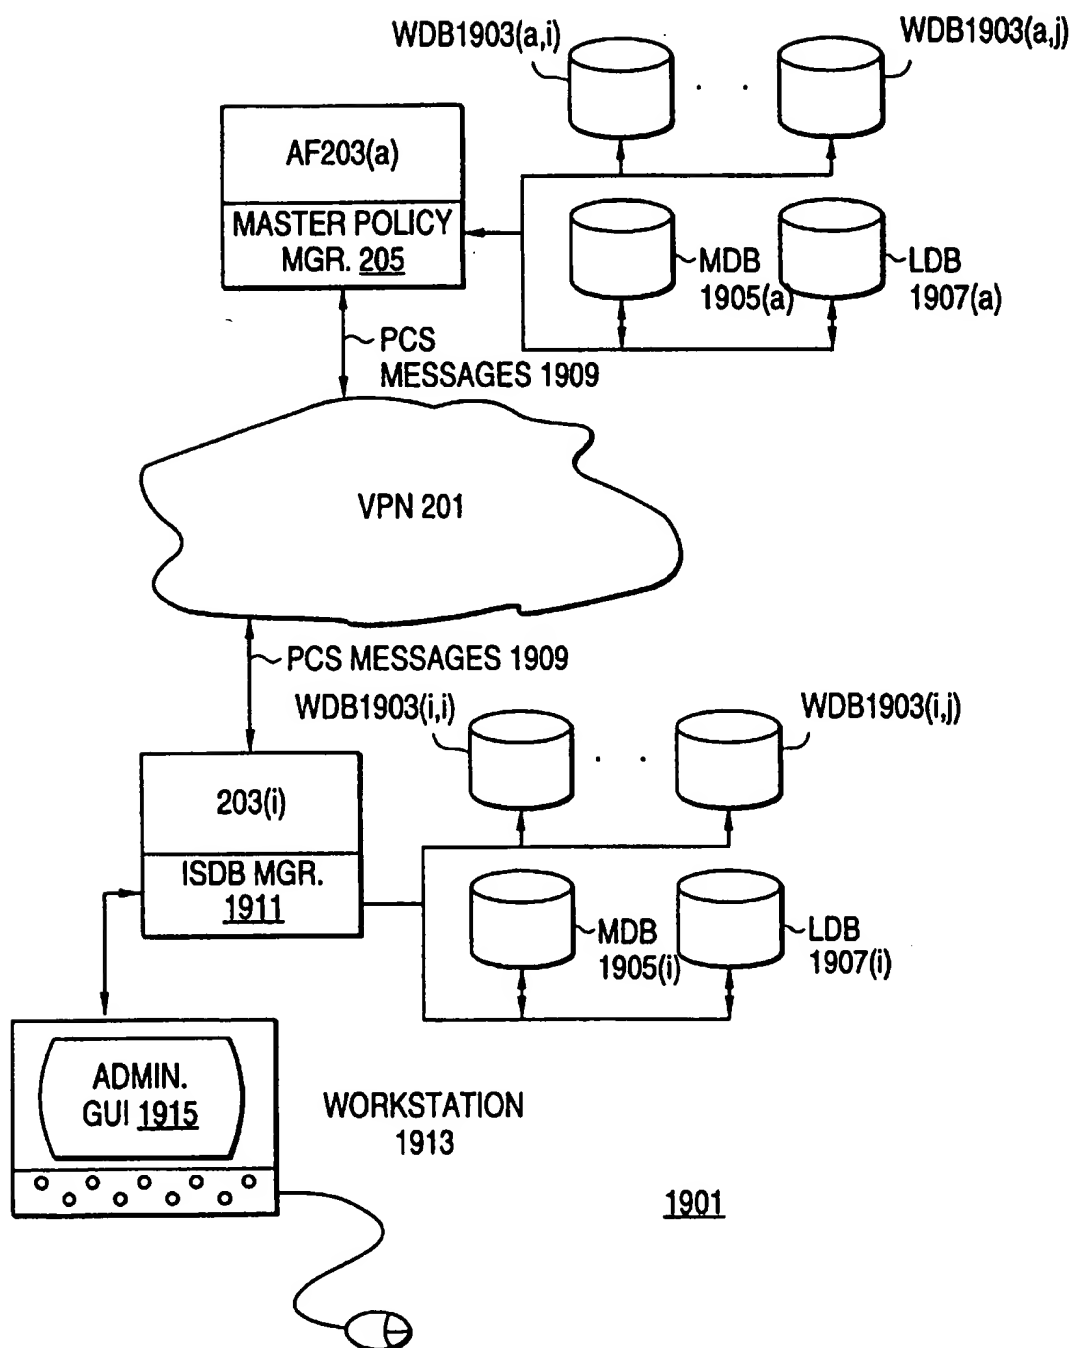 WDB1903(a,i)
WDB1903(a,j)
AF203(a)
MASTER POLICY
MGR. 205
MDB
1905(a)
LDB
1907(a)
PCS
MESSAGES 1909
VPN 201
PCS MESSAGES 1909
WDB1903(i,i)
WDB1903(i,j)
203(i)
ISDB MGR.
1911
MDB
1905(i)
LDB
1907(i)
ADMIN.
GUI 1915
WORKSTATION
1913
1901